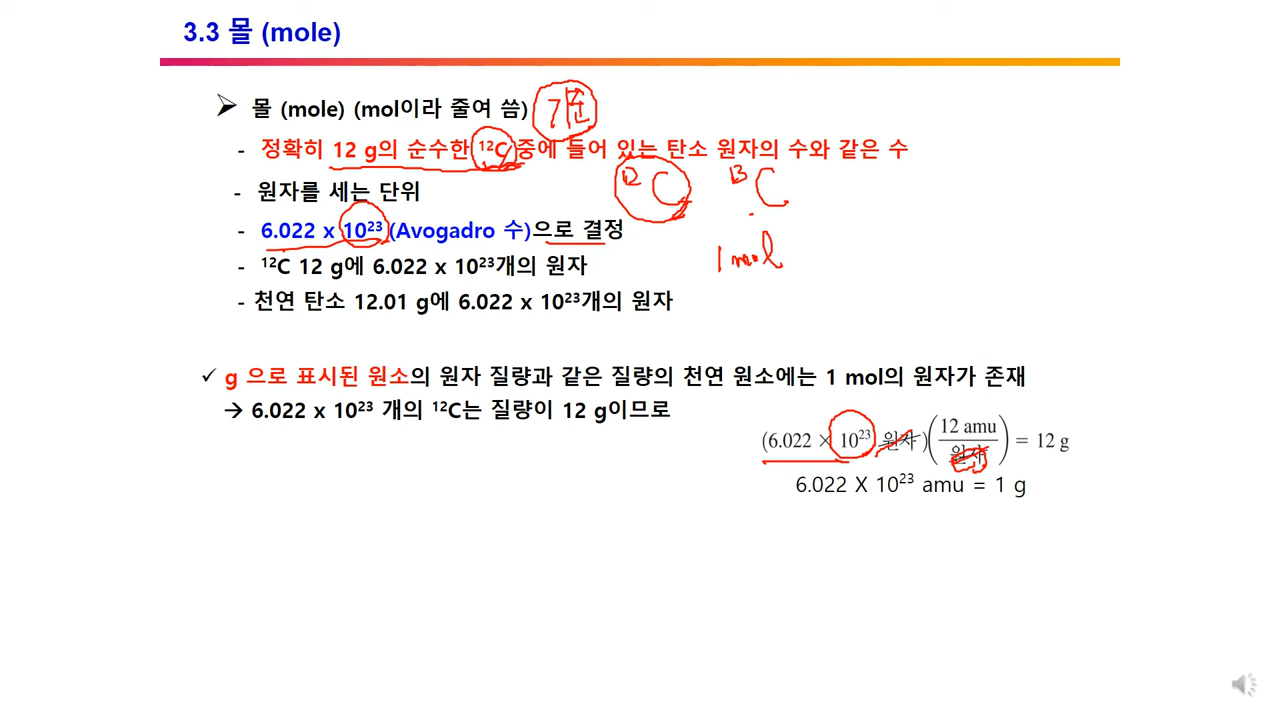 3.3 몰 (mole)
➢ 몰 (mole) (mol이라 줄여 씀) 기준
- 정확히 12 g의 순수한 ¹²C 중에 들어 있는 탄소 원자의 수와 같은 수
¹²C ¹³C
- 원자를 세는 단위
- 6.022 x 10²³ (Avogadro 수)으로 결정
1 mol
- ¹²C 12 g에 6.022 x 10²³개의 원자
- 천연 탄소 12.01 g에 6.022 x 10²³개의 원자
✓ g 으로 표시된 원소의 원자 질량과 같은 질량의 천연 원소에는 1 mol의 원자가 존재
→ 6.022 x 10²³ 개의 ¹²C는 질량이 12 g이므로
(6.022 × 10²³ 원자)(12 amu/원자) = 12 g
6.022 X 10²³ amu = 1 g